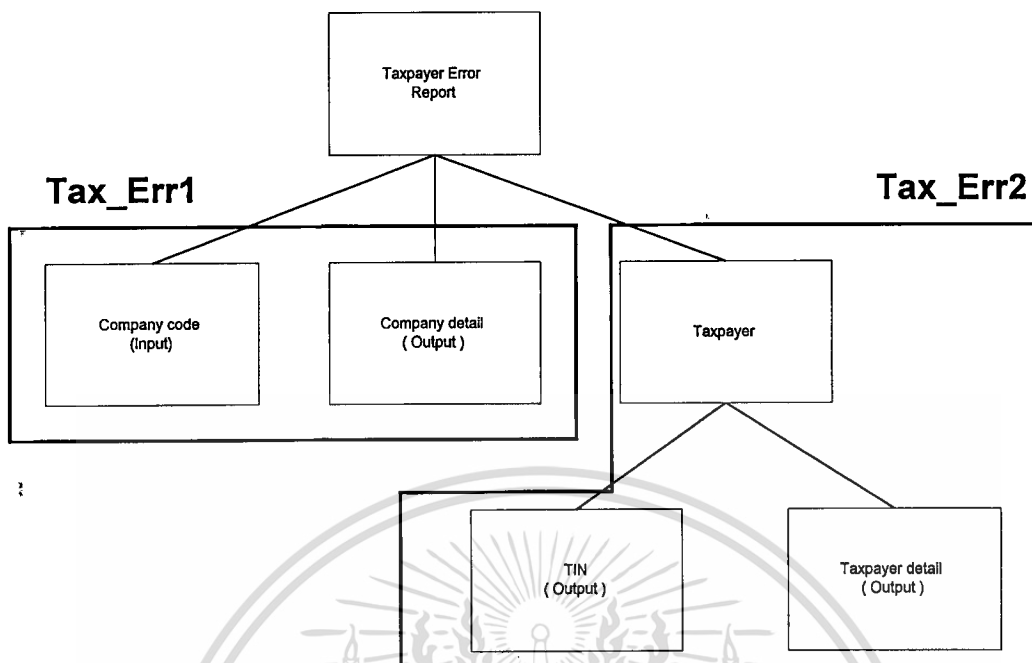 Taxpayer Error
Report
Tax_Err1
Tax_Err2
Company code
(Input)
Company detail
( Output )
Taxpayer
TIN
( Output )
Taxpayer detail
( Output )